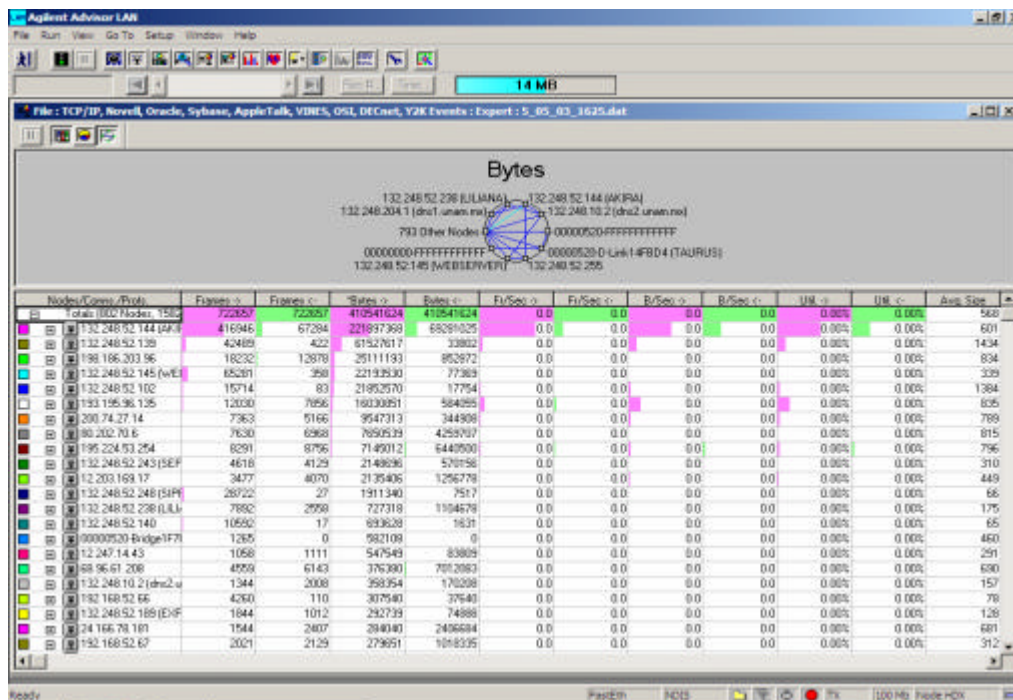 Agilent Advisor LAN
File Run View Go To Setup Window Help
14 MB
File : TCP/IP, Novell, Oracle, Sybase, AppleTalk, VINES, OSI, DECnet, Y2K Events : Expert : 5_05_03_1625.dat
Bytes
132.248.52.238 (LILIANA) 132.248.52.144 (AKIRA)
132.248.204.1 (dns1.unam.mx) 132.248.10.2 (dns2.unam.mx)
793 Other Nodes 00000520-FFFFFFFFFFFF
00000000-FFFFFFFFFFFF 00000520-D-Link14FBD4 (TAURUS)
132.248.52.145 (WEBSERVER) 132.248.52.255
Nodes/Conns./Prots. Frames -> Frames <- *Bytes -> Bytes <- Fr/Sec -> Fr/Sec <- B/Sec -> B/Sec <- Util. -> Util. <- Avg. Size
Totals (802 Nodes, 722657 722657 410541624 410541624 0.0 0.0 0.0 0.0 0.00% 0.00% 568
132.248.52.144 (AKIF 416946 67284 221897368 68281025 0.0 0.0 0.0 0.0 0.00% 0.00% 601
132.248.52.139 42489 422 61527617 33802 0.0 0.0 0.0 0.0 0.00% 0.00% 1434
198.186.203.96 18232 12878 25111193 852872 0.0 0.0 0.0 0.0 0.00% 0.00% 834
132.248.52.145 (WEI 65281 358 22193930 77369 0.0 0.0 0.0 0.0 0.00% 0.00% 339
132.248.52.102 15714 83 21852570 17754 0.0 0.0 0.0 0.0 0.00% 0.00% 1384
193.195.96.135 12030 7856 16030851 584055 0.0 0.0 0.0 0.0 0.00% 0.00% 835
200.74.27.14 7363 5166 9547313 344908 0.0 0.0 0.0 0.0 0.00% 0.00% 789
80.202.70.6 7630 6968 7650539 4259707 0.0 0.0 0.0 0.0 0.00% 0.00% 815
195.224.53.254 8291 8756 7145012 6440500 0.0 0.0 0.0 0.0 0.00% 0.00% 796
132.248.52.243 (SEF 4618 4129 2148696 570156 0.0 0.0 0.0 0.0 0.00% 0.00% 310
12.203.169.17 3477 4070 2135406 1256778 0.0 0.0 0.0 0.0 0.00% 0.00% 449
132.248.52.248 (SIPF 28722 27 1911340 7517 0.0 0.0 0.0 0.0 0.00% 0.00% 66
132.248.52.238 (LILI 7892 2558 727318 1104678 0.0 0.0 0.0 0.0 0.00% 0.00% 175
132.248.52.140 10592 17 693628 1631 0.0 0.0 0.0 0.0 0.00% 0.00% 65
00000520-Bridge1F7 1265 0 582108 0 0.0 0.0 0.0 0.0 0.00% 0.00% 460
12.247.14.43 1058 1111 547549 83809 0.0 0.0 0.0 0.0 0.00% 0.00% 291
68.96.61.208 4559 6143 376380 7012083 0.0 0.0 0.0 0.0 0.00% 0.00% 690
132.248.10.2 (dns2.u 1344 2008 358354 170208 0.0 0.0 0.0 0.0 0.00% 0.00% 157
192.168.52.66 4260 110 307540 37640 0.0 0.0 0.0 0.0 0.00% 0.00% 78
132.248.52.189 (EXF 1844 1012 292739 74888 0.0 0.0 0.0 0.0 0.00% 0.00% 128
24.166.78.181 1544 2407 284040 2406684 0.0 0.0 0.0 0.0 0.00% 0.00% 681
192.168.52.67 2021 2129 279651 1018335 0.0 0.0 0.0 0.0 0.00% 0.00% 312
Ready FastEth NDIS TX 100 Mb Node HDX